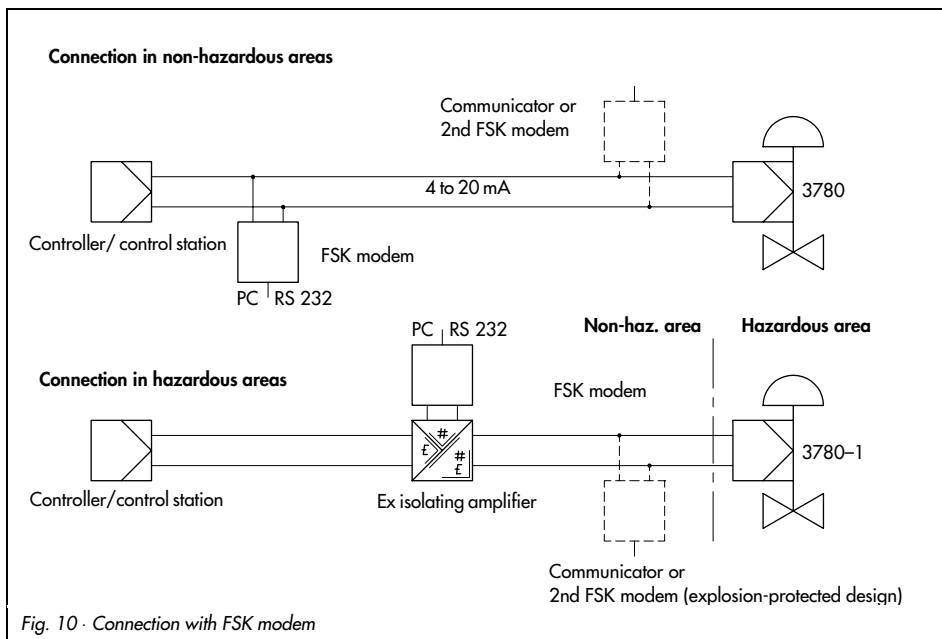 Connection in non-hazardous areas
Communicator or
2nd FSK modem
4 to 20 mA
3780
Controller/ control station
FSK modem
PC RS 232
PC RS 232
Non-haz. area
Hazardous area
Connection in hazardous areas
FSK modem
#
E
#
E
3780–1
Controller/control station
Ex isolating amplifier
Communicator or
2nd FSK modem (explosion-protected design)
Fig. 10 · Connection with FSK modem